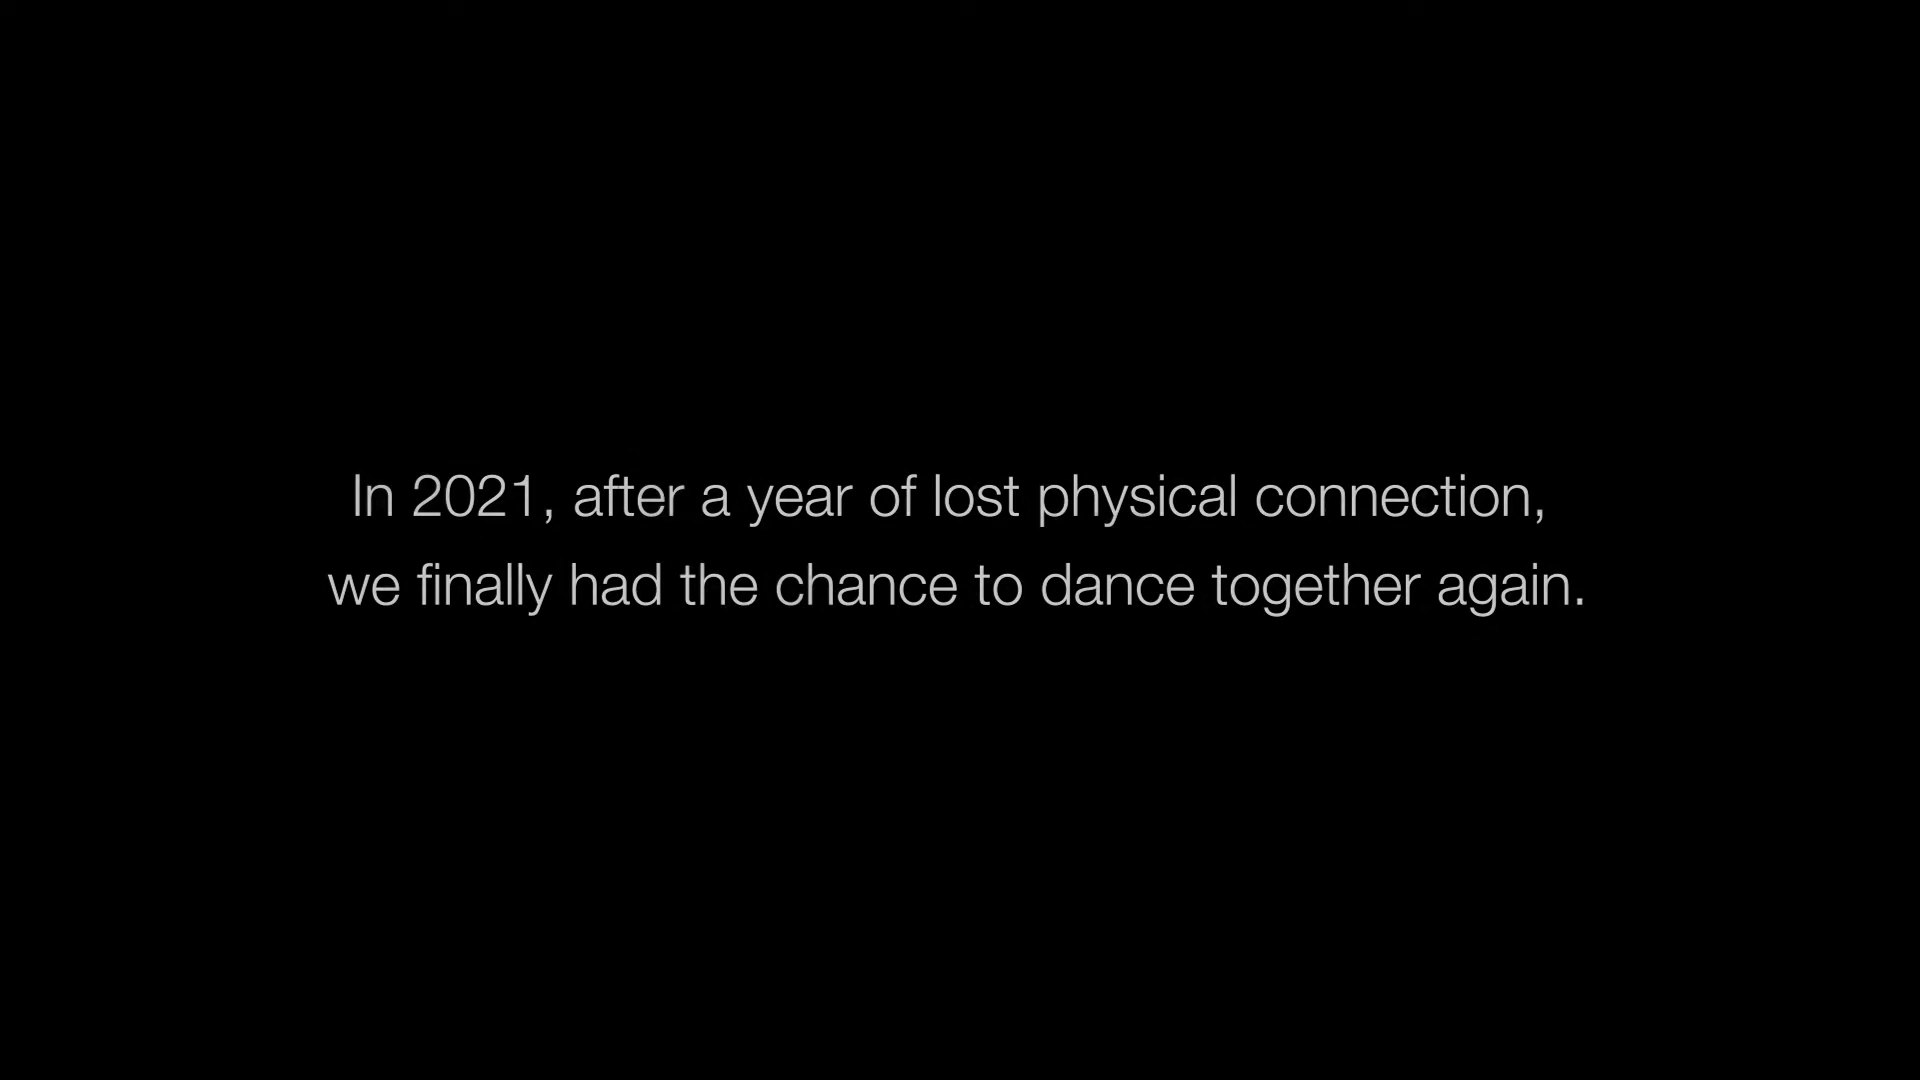 In 2021, after a year of lost physical connection,
we finally had the chance to dance together again.